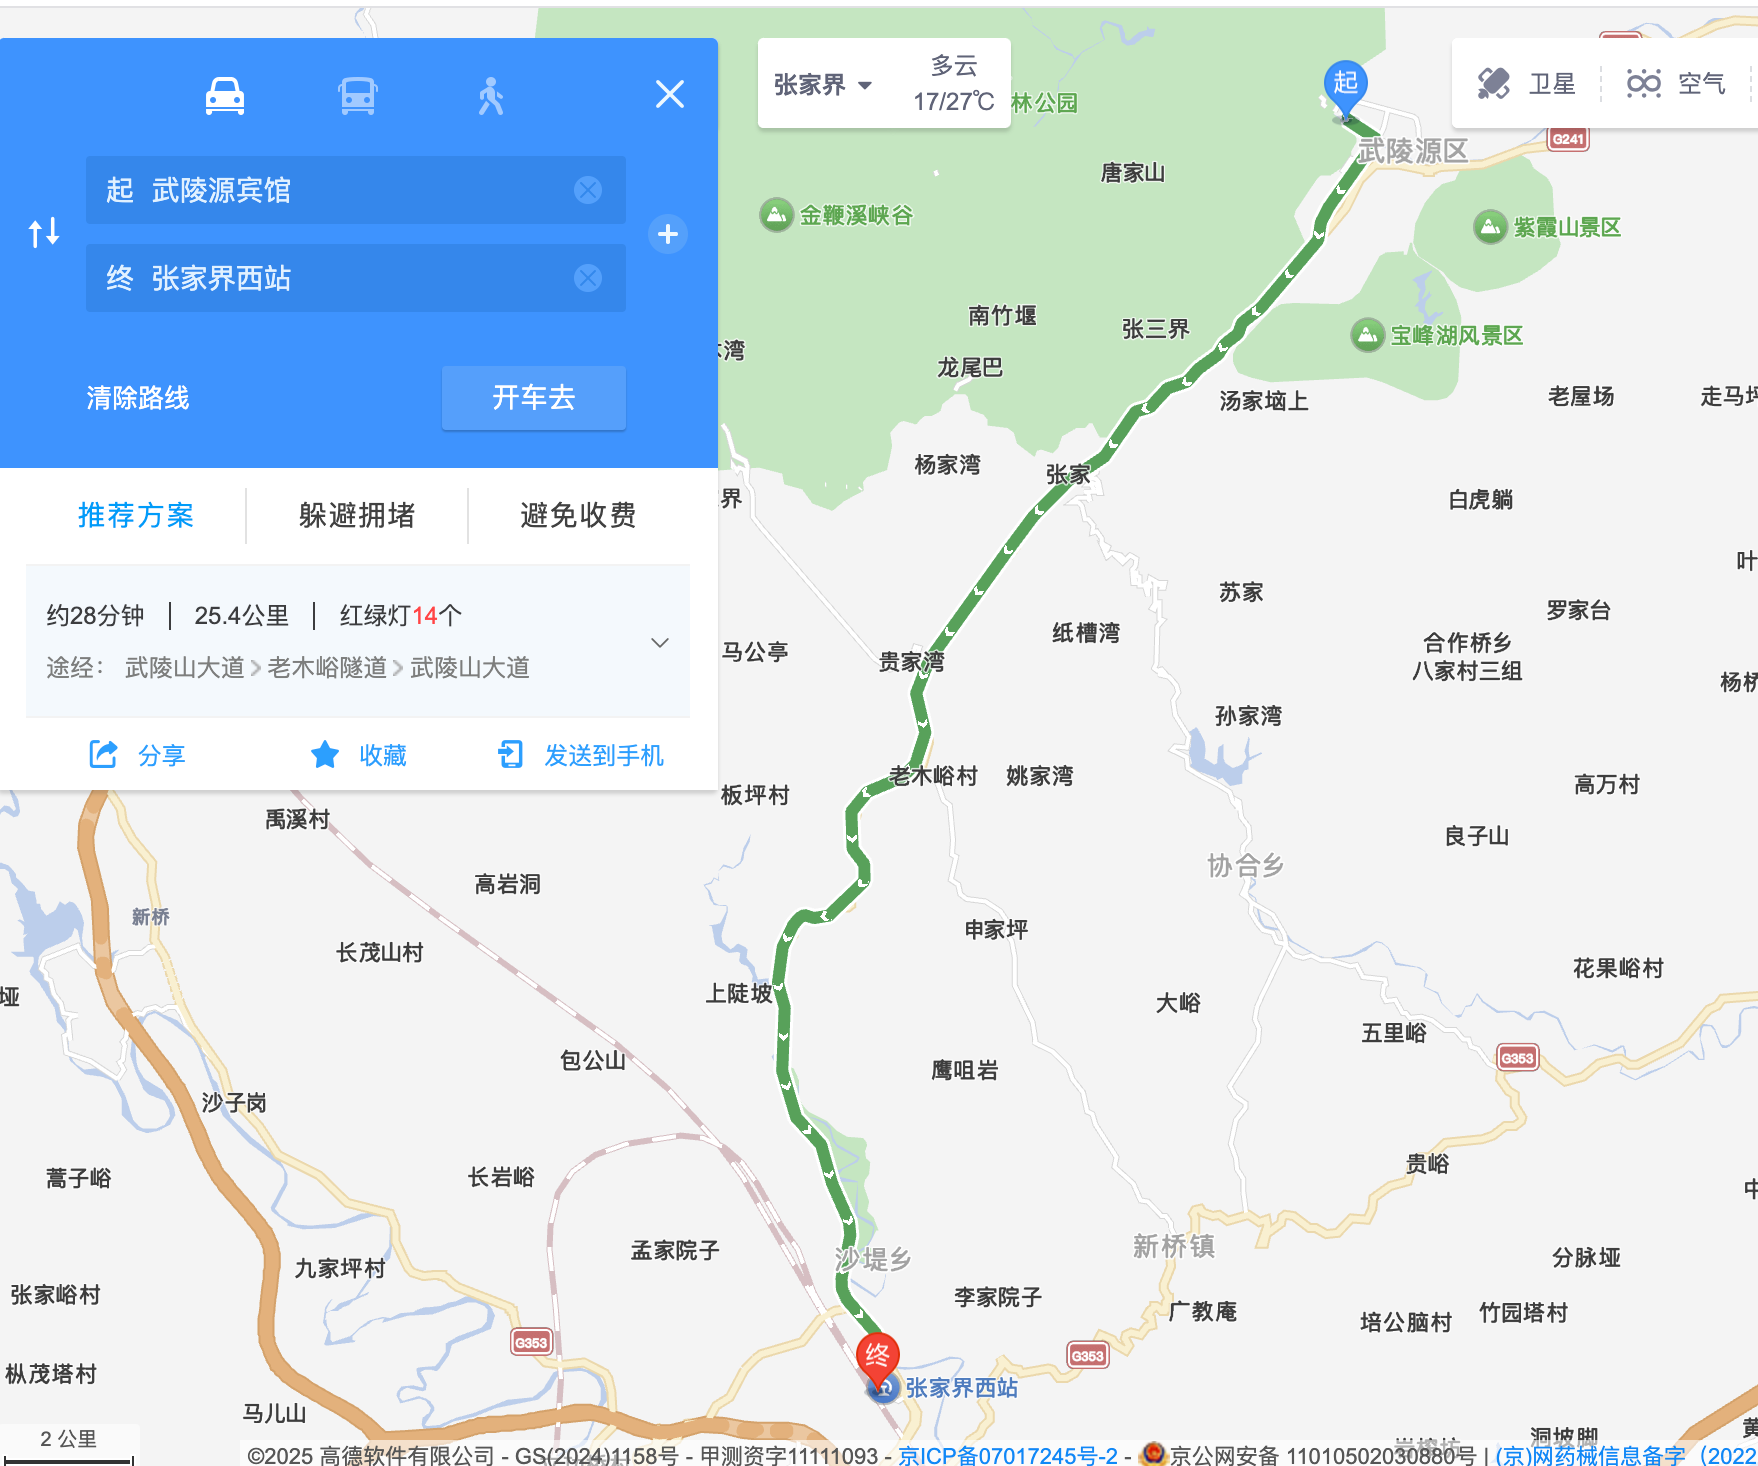 起 武陵源宾馆
终 张家界西站
清除路线
开车去
推荐方案
躲避拥堵
避免收费
约28分钟 | 25.4公里 | 红绿灯14个
途经： 武陵山大道 > 老木峪隧道 > 武陵山大道
分享
收藏
发送到手机
张家界
多云
17/27℃
卫星
空气
林公园
起
武陵源区
G241
唐家山
金鞭溪峡谷
紫霞山景区
南竹堰
张三界
宝峰湖风景区
湾
龙尾巴
汤家垴上
老屋场
走马坪
杨家湾
张家
界
白虎躺
叶
苏家
罗家台
纸槽湾
合作桥乡
八家村三组
马公亭
贵家湾
杨桥
孙家湾
老木峪村
姚家湾
高万村
板坪村
禹溪村
良子山
协合乡
高岩洞
新桥
申家坪
长茂山村
花果峪村
垭
上陡坡
大峪
五里峪
G353
包公山
鹰咀岩
沙子岗
贵峪
蒿子峪
长岩峪
中
孟家院子
沙堤乡
新桥镇
分脉垭
九家坪村
张家峪村
李家院子
广教庵
培公脑村
竹园塔村
G353
G353
终
枞茂塔村
张家界西站
马儿山
黄
洞坡脚
2 公里
©2025 高德软件有限公司 - GS(2024)1158号 - 甲测资字11111093 - 京ICP备07017245号-2 - 京公网安备 11010502030880号 | (京)网药械信息备字（2022